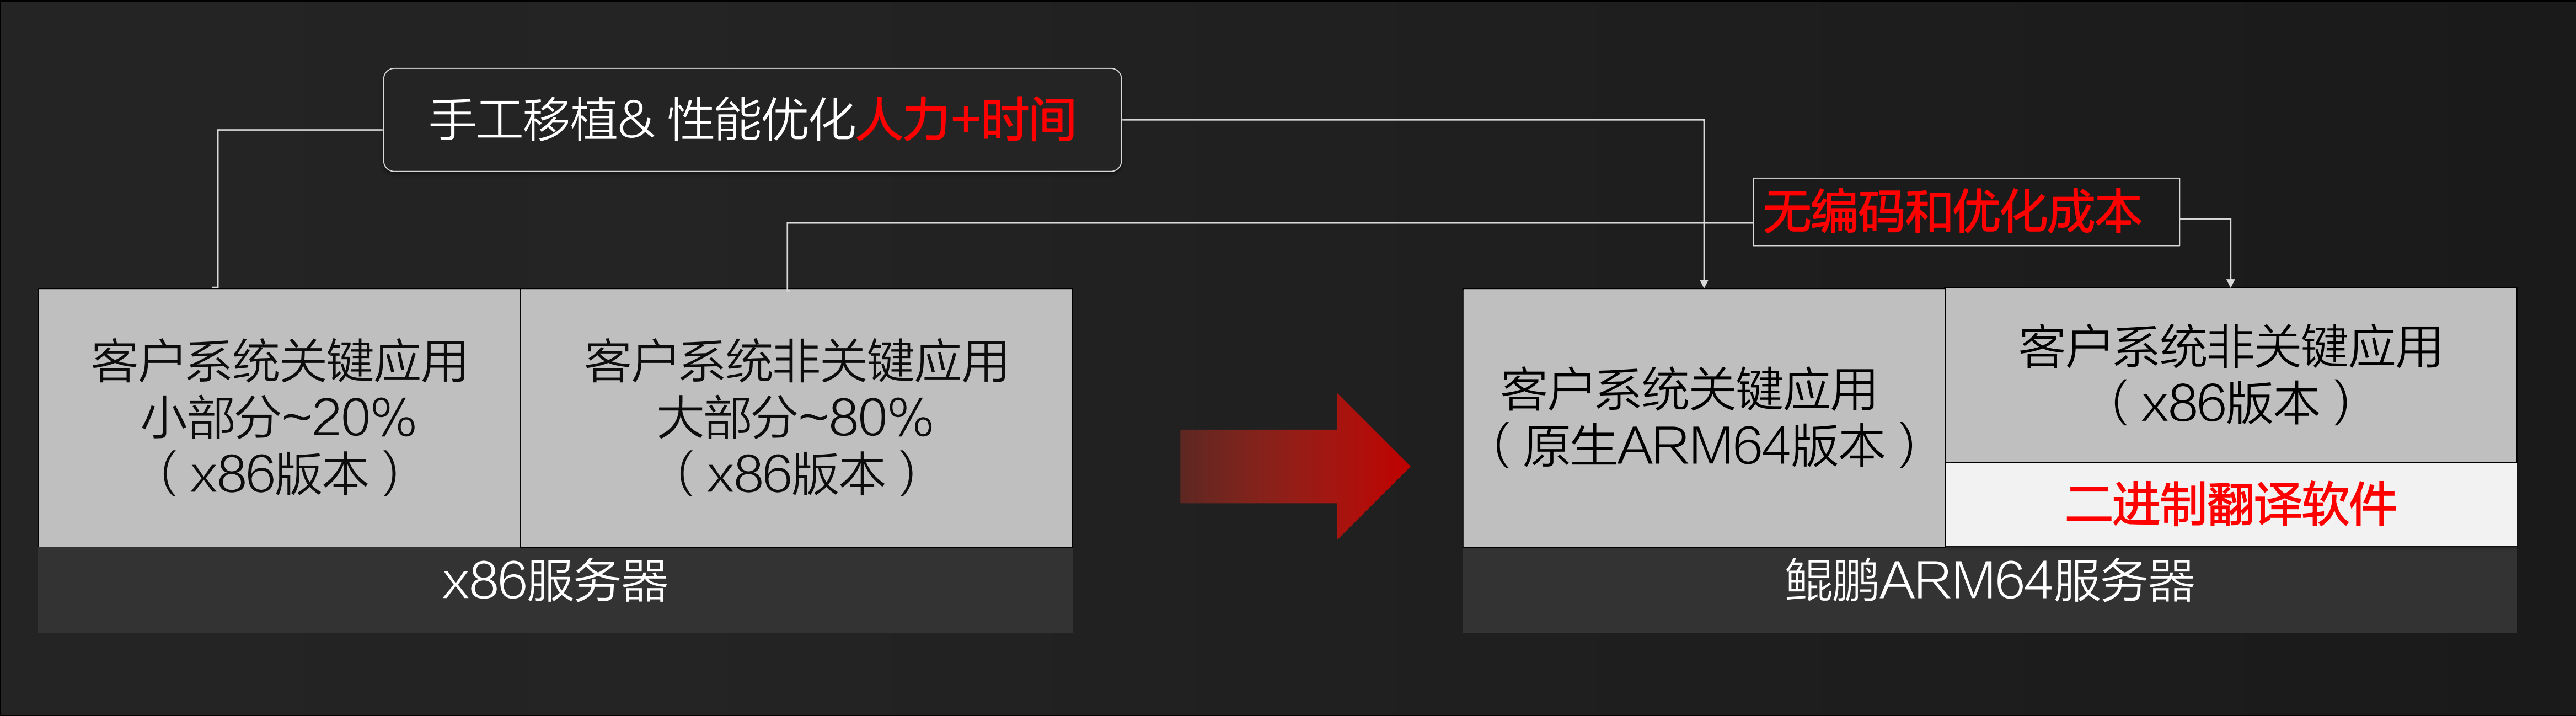 手工移植& 性能优化人力+时间
无编码和优化成本
客户系统关键应用
小部分~20%
（x86版本）
客户系统非关键应用
大部分~80%
（x86版本）
x86服务器
客户系统关键应用
（原生ARM64版本）
客户系统非关键应用
（x86版本）
二进制翻译软件
鲲鹏ARM64服务器